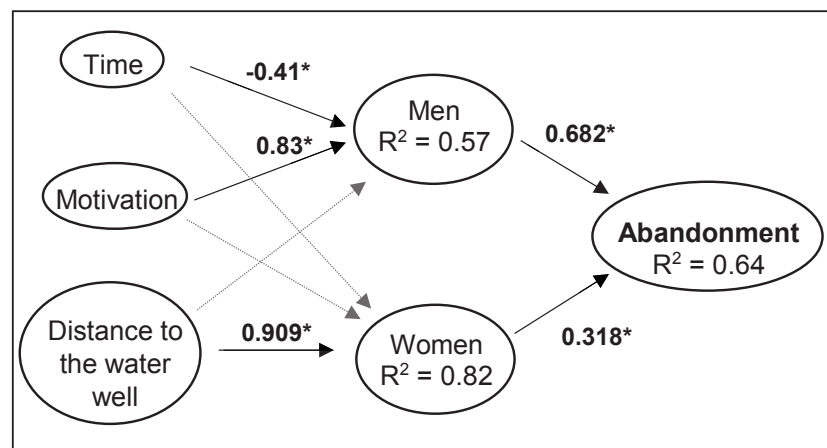 Time
-0.41*
Men
R² = 0.57
0.83*
0.682*
Motivation
Abandonment
R² = 0.64
Distance to
the water
well
0.909*
Women
R² = 0.82
0.318*